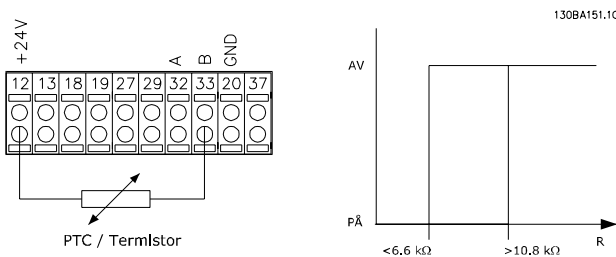 130BA151.10
+24V
A
B
GND
12 13 18 19 27 29 32 33 20 37
PTC / Termistor
AV
PÅ
<6.6 kΩ
>10.8 kΩ
R